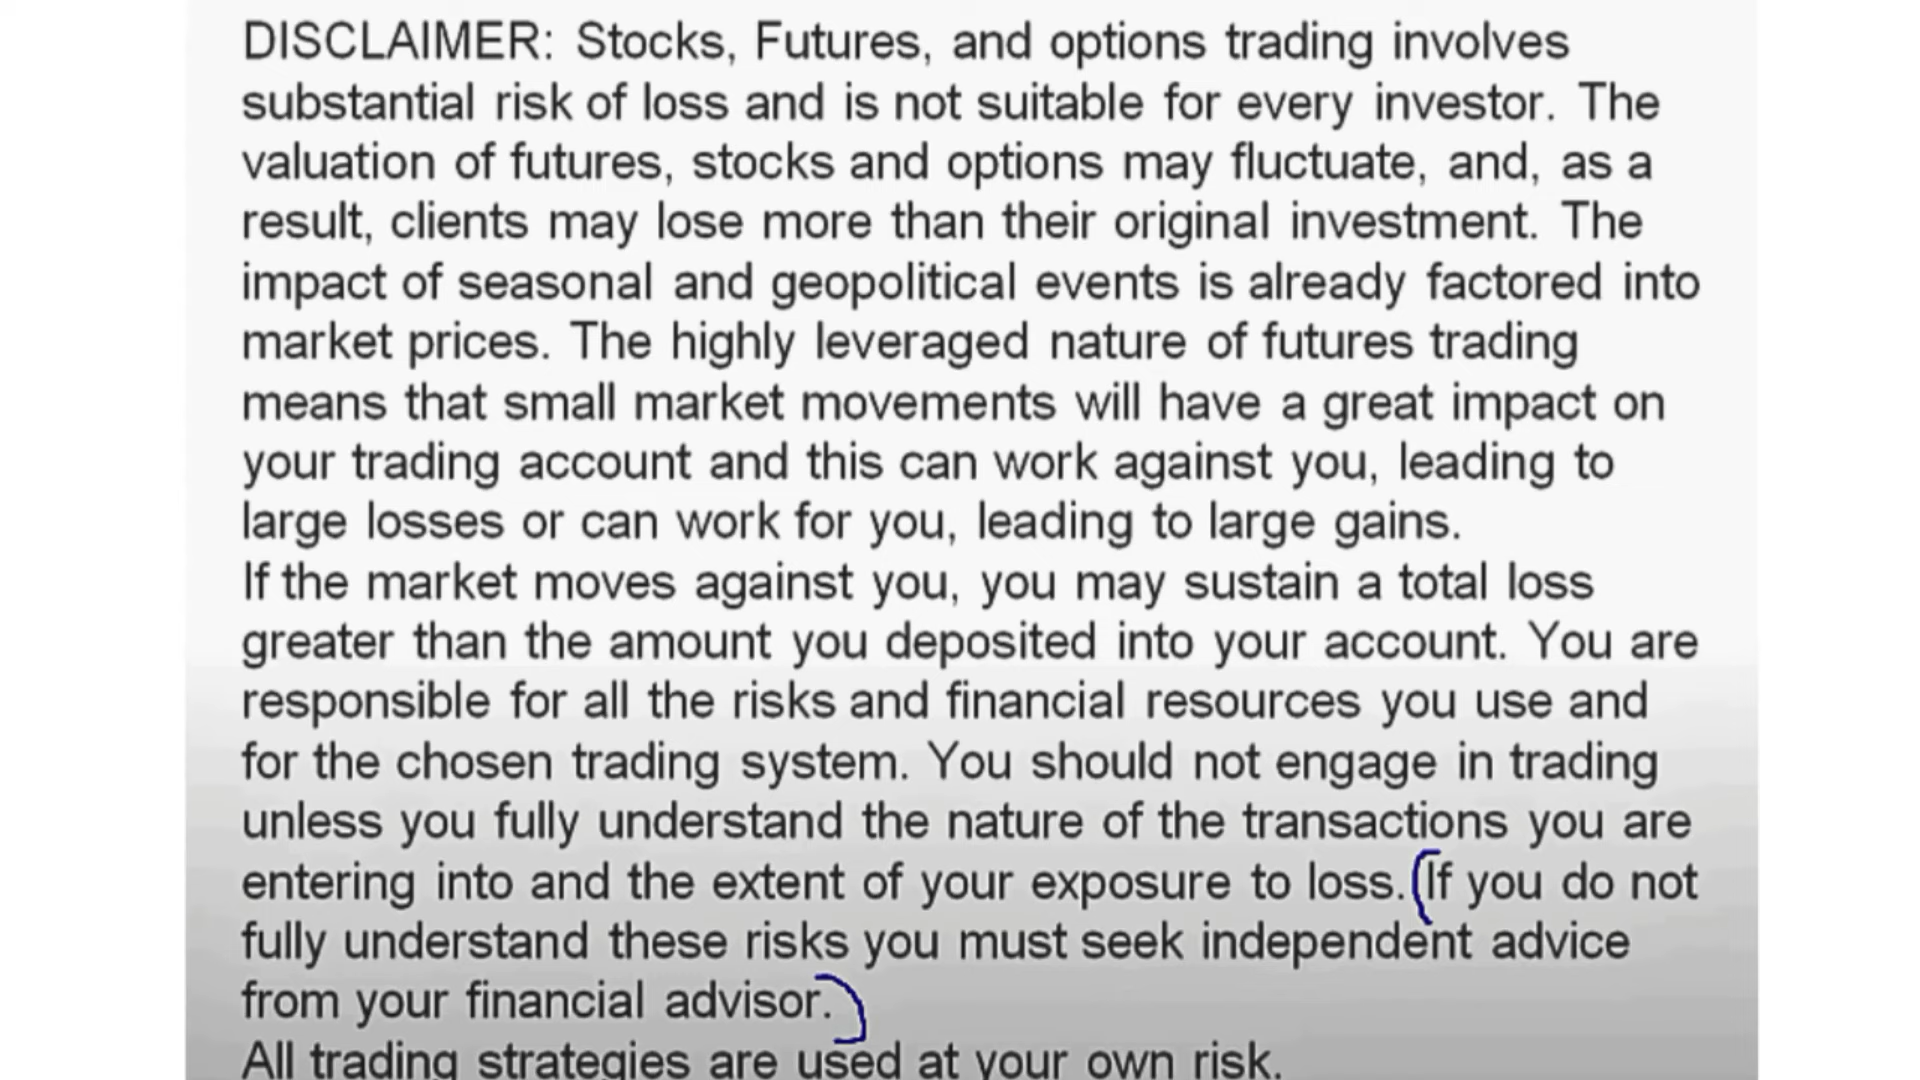 DISCLAIMER: Stocks, Futures, and options trading involves
substantial risk of loss and is not suitable for every investor. The
valuation of futures, stocks and options may fluctuate, and, as a
result, clients may lose more than their original investment. The
impact of seasonal and geopolitical events is already factored into
market prices. The highly leveraged nature of futures trading
means that small market movements will have a great impact on
your trading account and this can work against you, leading to
large losses or can work for you, leading to large gains.
If the market moves against you, you may sustain a total loss
greater than the amount you deposited into your account. You are
responsible for all the risks and financial resources you use and
for the chosen trading system. You should not engage in trading
unless you fully understand the nature of the transactions you are
entering into and the extent of your exposure to loss. (If you do not
fully understand these risks you must seek independent advice
from your financial advisor.)
All trading strategies are used at your own risk.